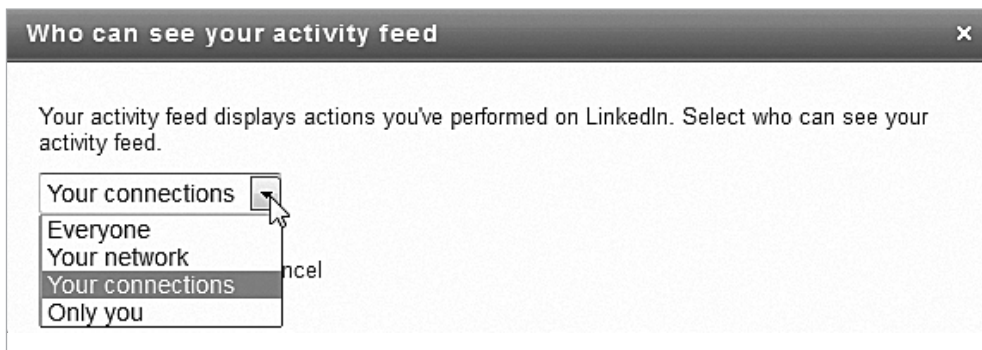 Who can see your activity feed ×
Your activity feed displays actions you've performed on LinkedIn. Select who can see your
activity feed.
Your connections
Everyone
Your network
ncel
Your connections
Only you